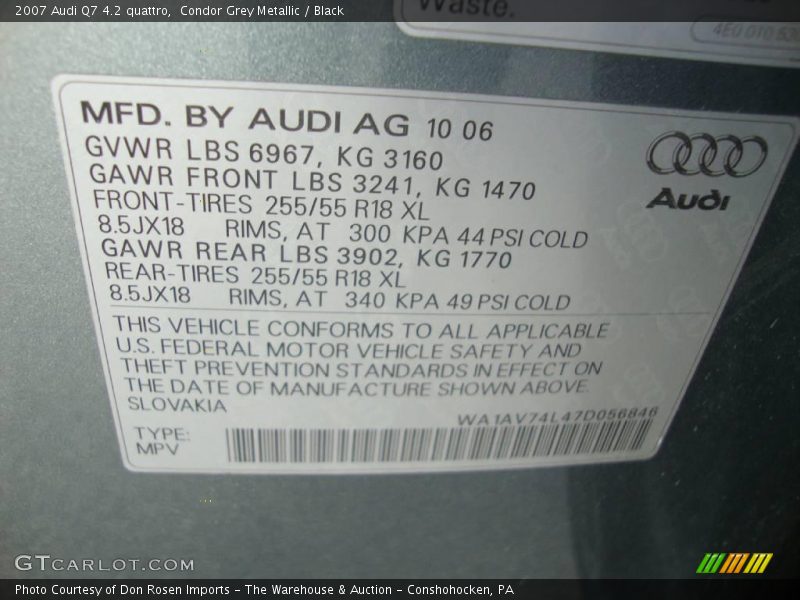 2007 Audi Q7 4.2 quattro, Condor Grey Metallic / Black
Waste.
4E0 010 53
MFD. BY AUDI AG 10 06
GVWR LBS 6967, KG 3160
GAWR FRONT LBS 3241, KG 1470
FRONT-TIRES 255/55 R18 XL
8.5JX18 RIMS, AT 300 KPA 44 PSI COLD
GAWR REAR LBS 3902, KG 1770
REAR-TIRES 255/55 R18 XL
8.5JX18 RIMS, AT 340 KPA 49 PSI COLD
Audi
THIS VEHICLE CONFORMS TO ALL APPLICABLE
U.S. FEDERAL MOTOR VEHICLE SAFETY AND
THEFT PREVENTION STANDARDS IN EFFECT ON
THE DATE OF MANUFACTURE SHOWN ABOVE.
SLOVAKIA
WA1AV74L47D056846
TYPE:
MPV
GTCARLOT.COM
Photo Courtesy of Don Rosen Imports - The Warehouse & Auction - Conshohocken, PA